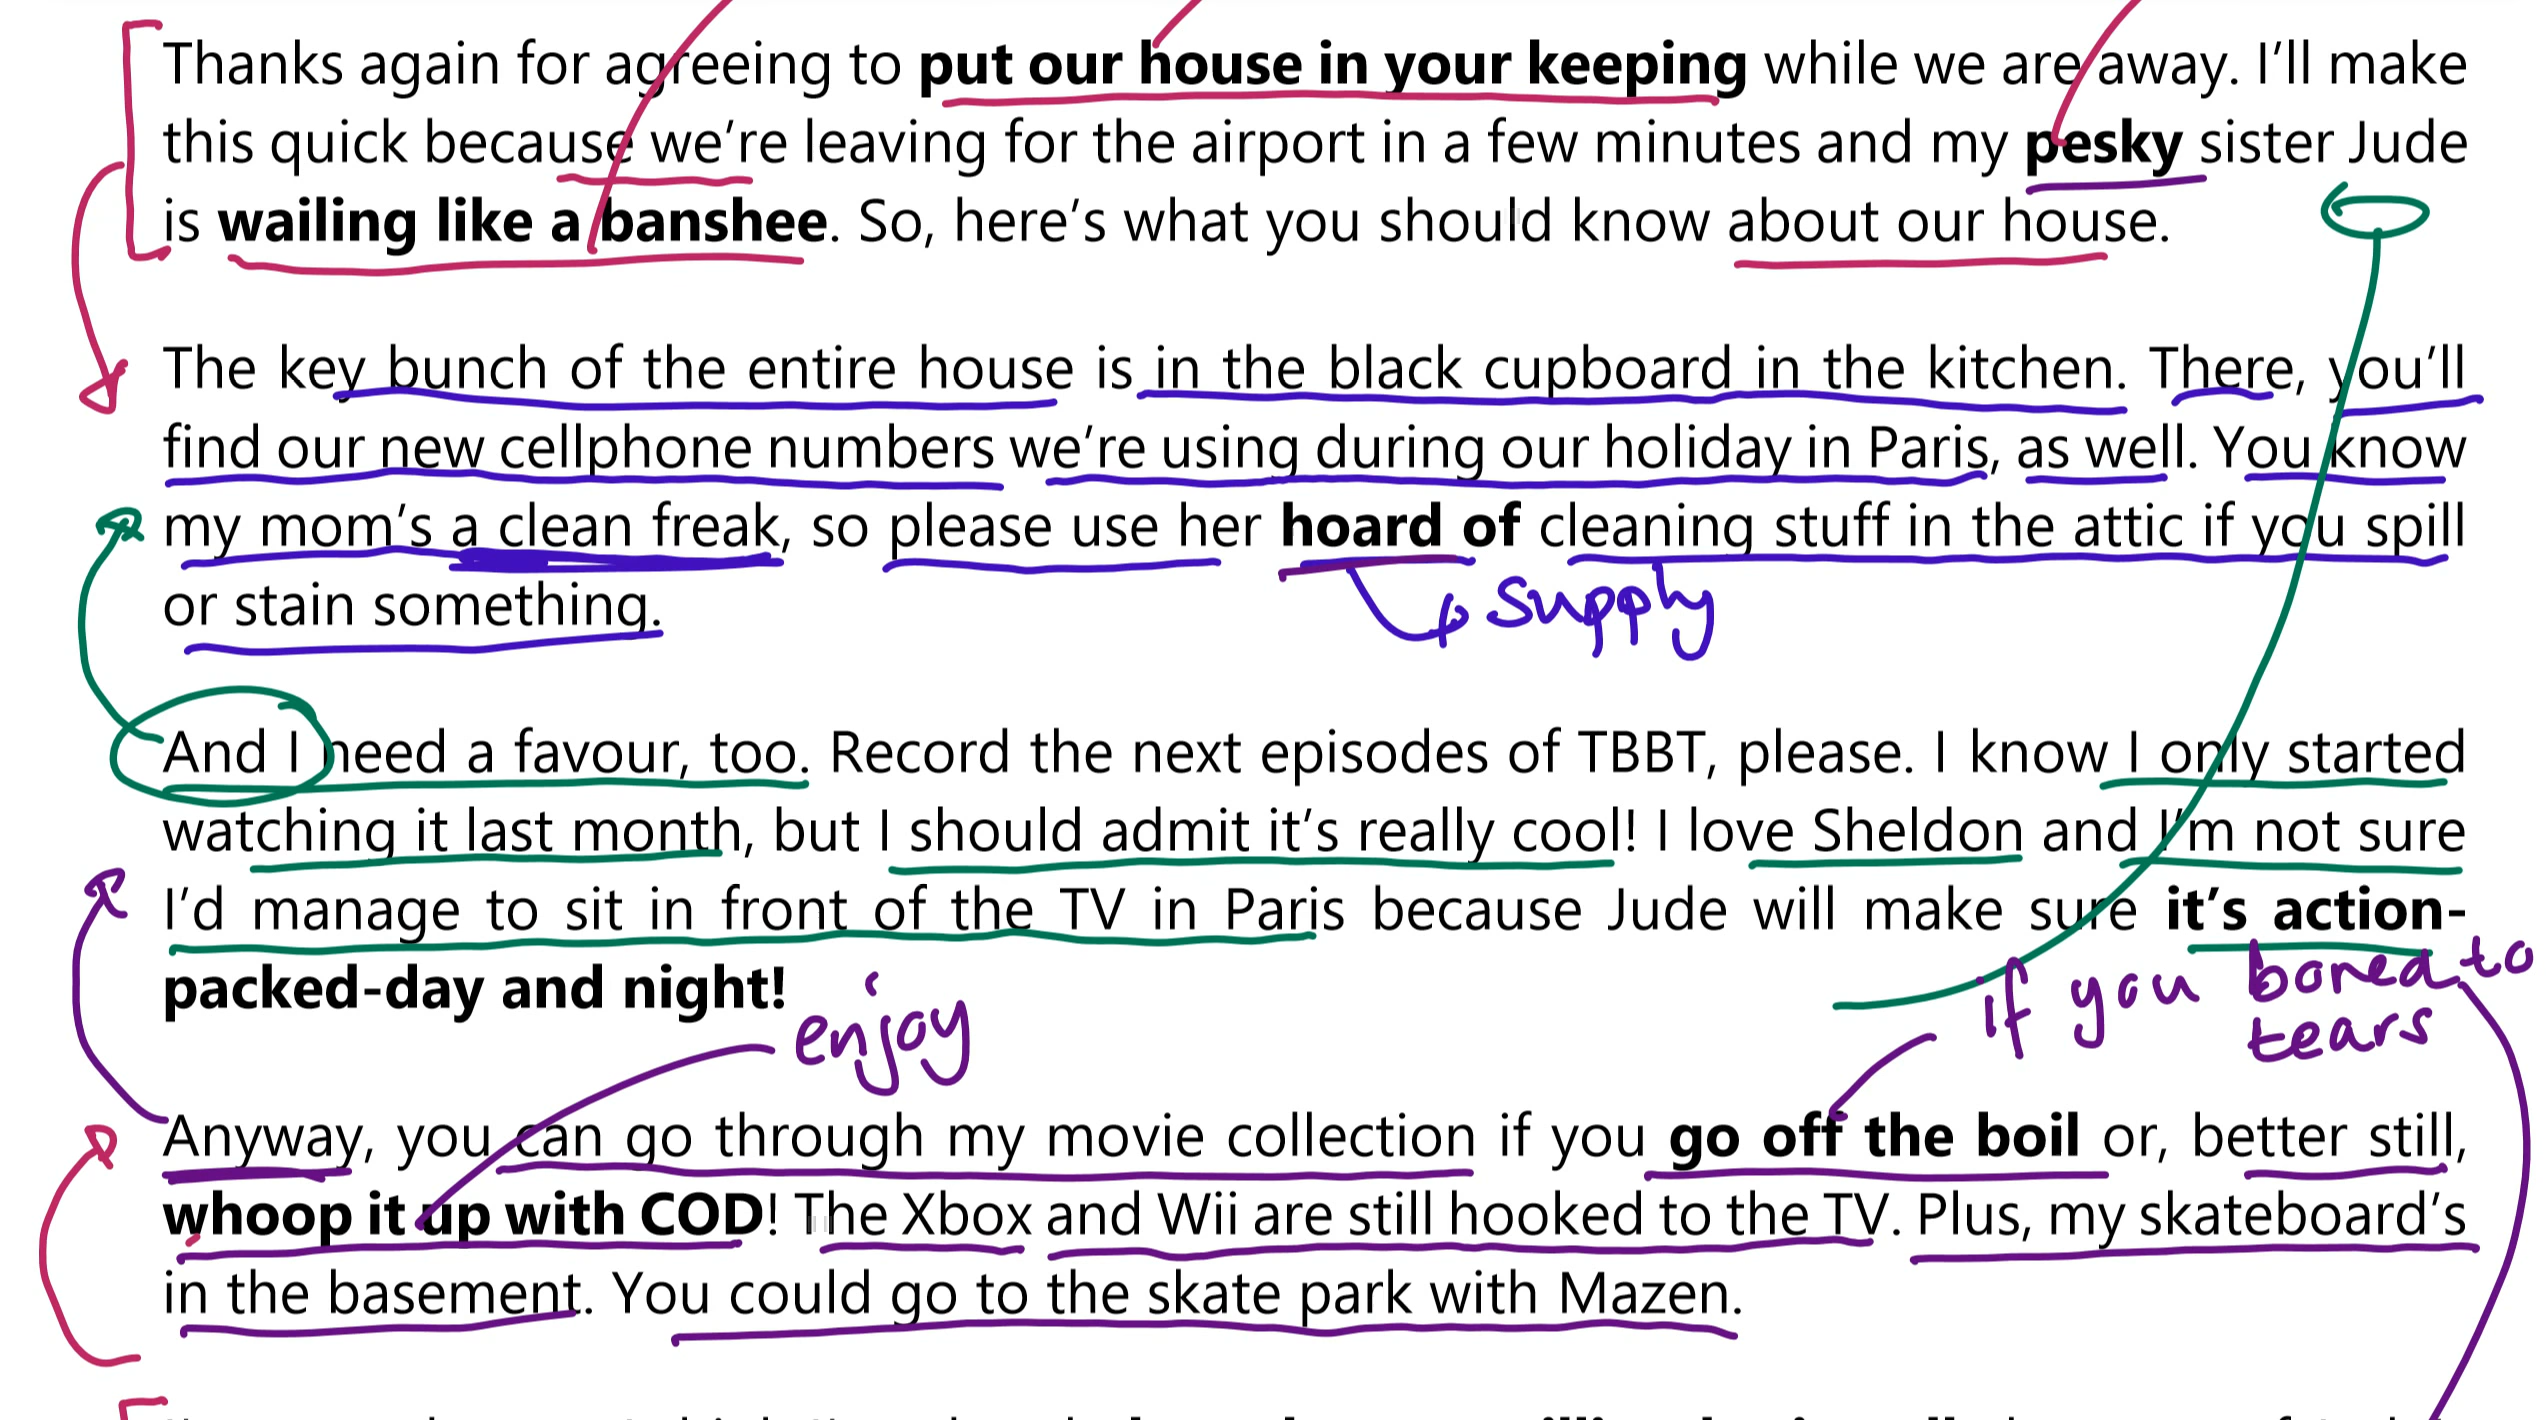 Thanks again for agreeing to put our house in your keeping while we are away. I'll make
this quick because we're leaving for the airport in a few minutes and my pesky sister Jude
is wailing like a banshee. So, here's what you should know about our house.
The key bunch of the entire house is in the black cupboard in the kitchen. There, you'll
find our new cellphone numbers we're using during our holiday in Paris, as well. You know
my mom's a clean freak, so please use her hoard of cleaning stuff in the attic if you spill
or stain something.
supply
And I need a favour, too. Record the next episodes of TBBT, please. I know I only started
watching it last month, but I should admit it's really cool! I love Sheldon and I'm not sure
I'd manage to sit in front of the TV in Paris because Jude will make sure it's action-
packed-day and night!
enjoy
if you bored to
tears
Anyway, you can go through my movie collection if you go off the boil or, better still,
whoop it up with COD! The Xbox and Wii are still hooked to the TV. Plus, my skateboard's
in the basement. You could go to the skate park with Mazen.